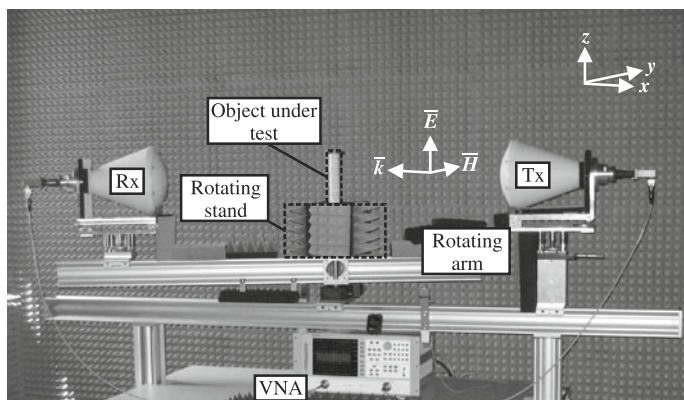 z
y
x
Object under
test
E̅
k̅
H̅
Rx
Tx
Rotating
stand
Rotating
arm
VNA